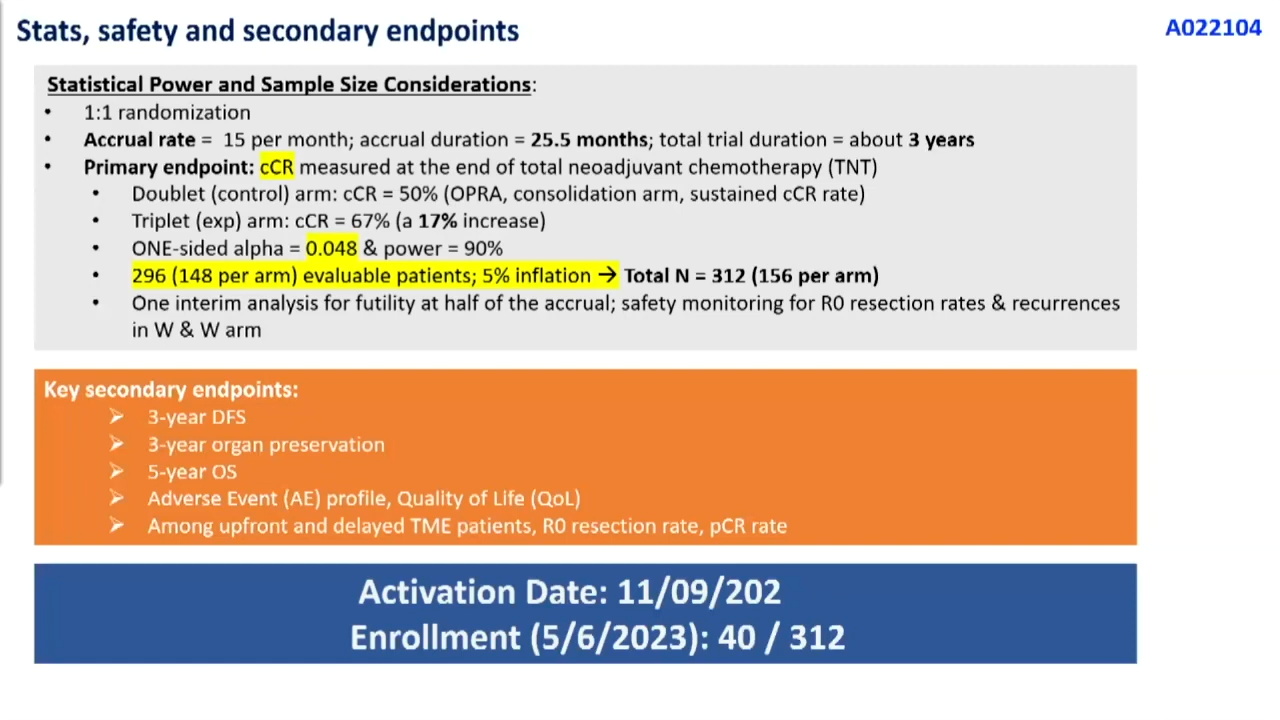 Stats, safety and secondary endpoints
A022104
Statistical Power and Sample Size Considerations:
• 1:1 randomization
• Accrual rate = 15 per month; accrual duration = 25.5 months; total trial duration = about 3 years
• Primary endpoint: cCR measured at the end of total neoadjuvant chemotherapy (TNT)
• Doublet (control) arm: cCR = 50% (OPRA, consolidation arm, sustained cCR rate)
• Triplet (exp) arm: cCR = 67% (a 17% increase)
• ONE-sided alpha = 0.048 & power = 90%
• 296 (148 per arm) evaluable patients; 5% inflation → Total N = 312 (156 per arm)
• One interim analysis for futility at half of the accrual; safety monitoring for R0 resection rates & recurrences
in W & W arm
Key secondary endpoints:
➢ 3-year DFS
➢ 3-year organ preservation
➢ 5-year OS
➢ Adverse Event (AE) profile, Quality of Life (QoL)
➢ Among upfront and delayed TME patients, R0 resection rate, pCR rate
Activation Date: 11/09/202
Enrollment (5/6/2023): 40 / 312